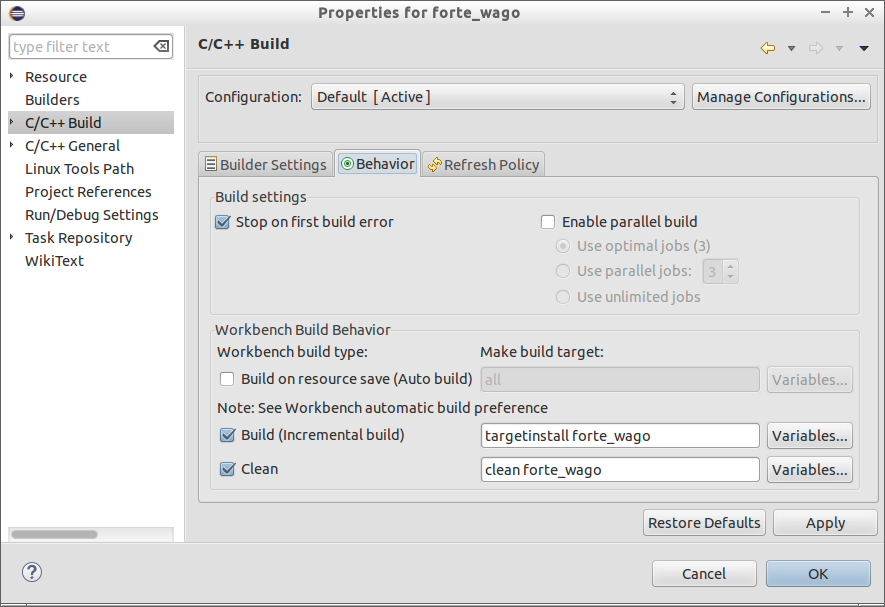 Properties for forte_wago
type filter text
Resource
Builders
C/C++ Build
C/C++ General
Linux Tools Path
Project References
Run/Debug Settings
Task Repository
WikiText
C/C++ Build
Configuration: Default [ Active ] Manage Configurations...
Builder Settings Behavior Refresh Policy
Build settings
Stop on first build error Enable parallel build
Use optimal jobs (3)
Use parallel jobs: 3
Use unlimited jobs
Workbench Build Behavior
Workbench build type: Make build target:
Build on resource save (Auto build) all Variables...
Note: See Workbench automatic build preference
Build (Incremental build) targetinstall forte_wago Variables...
Clean clean forte_wago Variables...
Restore Defaults Apply
? Cancel OK